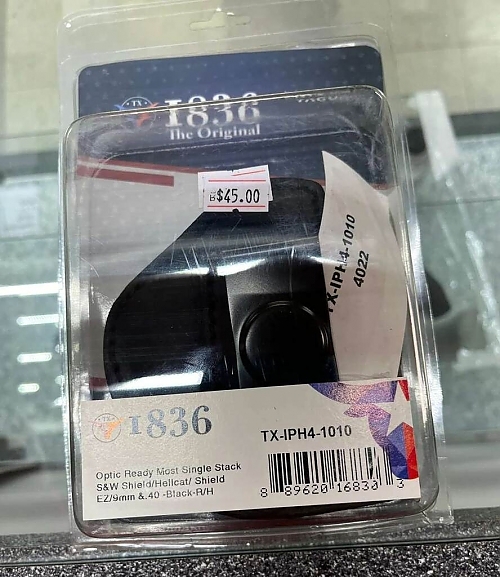 1836
The Original
$45.00
TX-IPH4-1010
4022
1836
TX-IPH4-1010
Optic Ready Most Single Stack
S&W Shield/Hellcat/ Shield
EZ/9mm &.40 -Black-R/H
8 89620 16830 3